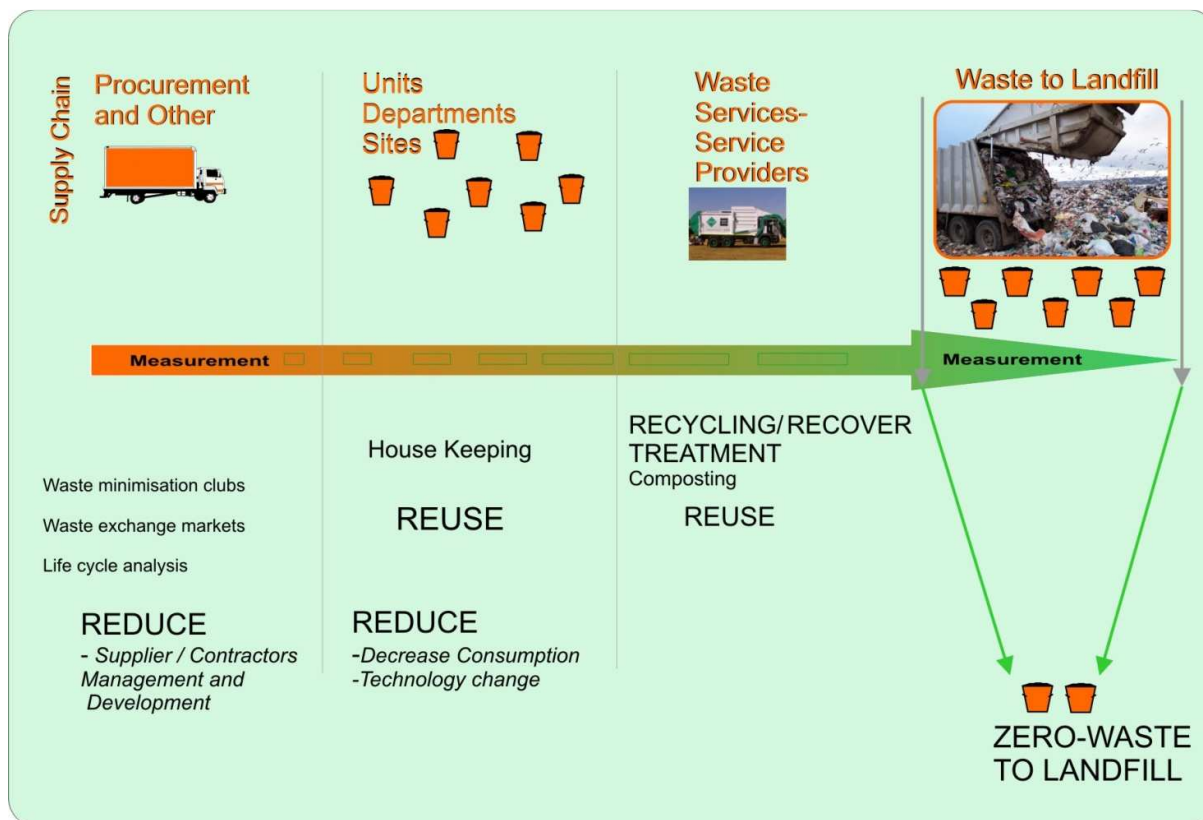 Supply Chain
Procurement
and Other
Units
Departments
Sites
Waste
Services-
Service
Providers
Waste to Landfill
Measurement
Measurement
Waste minimisation clubs
Waste exchange markets
Life cycle analysis
REDUCE
- Supplier / Contractors
Management and
Development
House Keeping
REUSE
REDUCE
-Decrease Consumption
-Technology change
RECYCLING/RECOVER
TREATMENT
Composting
REUSE
ZERO-WASTE
TO LANDFILL